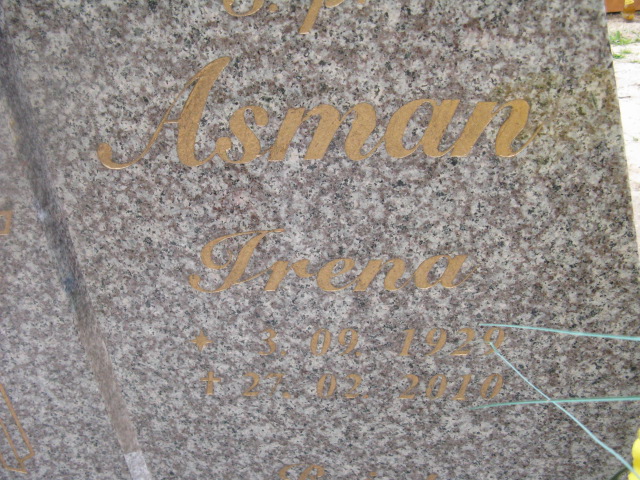 Ś. p.
Asman
Irena
* 3. 09. 1929
† 27. 02. 2010